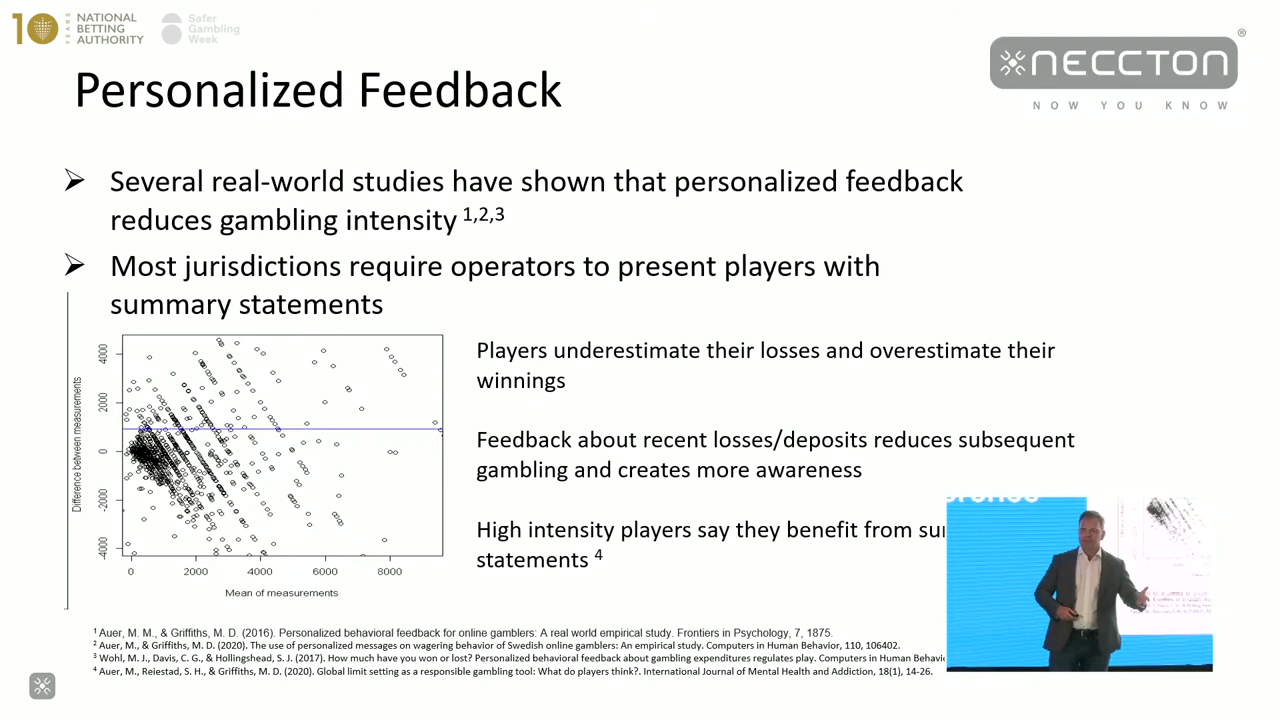 10 YEARS
NATIONAL
BETTING
AUTHORITY
Safer
Gambling
Week
NECCTON®
NOW YOU KNOW
Personalized Feedback
➢ Several real-world studies have shown that personalized feedback
reduces gambling intensity 1,2,3
➢ Most jurisdictions require operators to present players with
summary statements
Difference between measurements
4000
2000
0
-2000
-4000
0 2000 4000 6000 8000
Mean of measurements
Players underestimate their losses and overestimate their
winnings
Feedback about recent losses/deposits reduces subsequent
gambling and creates more awareness
High intensity players say they benefit from
statements 4
1 Auer, M. M., & Griffiths, M. D. (2016). Personalized behavioral feedback for online gamblers: A real world empirical study. Frontiers in Psychology, 7, 1875.
2 Auer, M., & Griffiths, M. D. (2020). The use of personalized messages on wagering behavior of Swedish online gamblers: An empirical study. Computers in Human Behavior, 110, 106402.
3 Wohl, M. J., Davis, C. G., & Hollingshead, S. J. (2017). How much have you won or lost? Personalized behavioral feedback about gambling expenditures regulates play. Computers in Human
4 Auer, M., Reiestad, S. H., & Griffiths, M. D. (2020). Global limit setting as a responsible gambling tool: What do players think?. International Journal of Mental Health and Addiction, 18(1), 14-26.